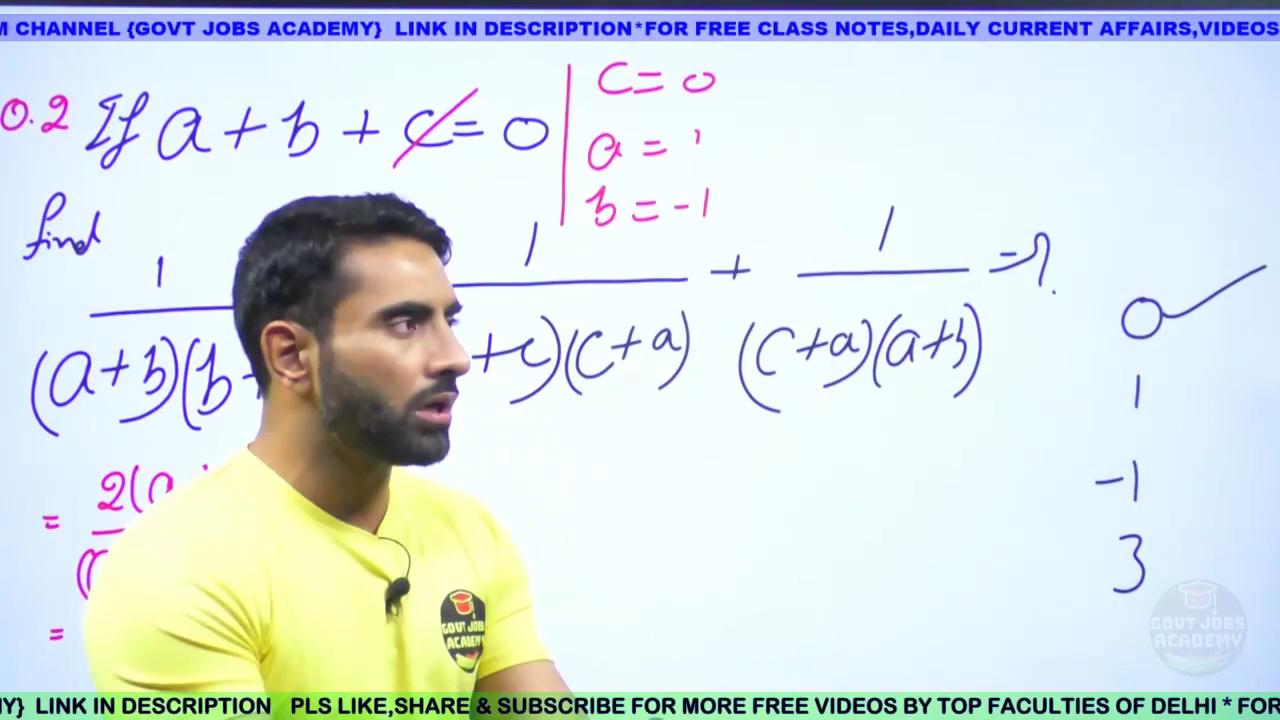 M CHANNEL {GOVT JOBS ACADEMY} LINK IN DESCRIPTION*FOR FREE CLASS NOTES,DAILY CURRENT AFFAIRS,VIDEOS
Q.2 If a + b + c = 0
c = 0
a = 1
b = -1
find
1 1 + 1 = ?
(a+b)(b +c)(c+a) (c+a)(a+b)
0
1
-1
3
= 2(a
=
GOVT JOBS
ACADEMY
GOVT JOBS
ACADEMY
MY} LINK IN DESCRIPTION PLS LIKE,SHARE & SUBSCRIBE FOR MORE FREE VIDEOS BY TOP FACULTIES OF DELHI * FOR